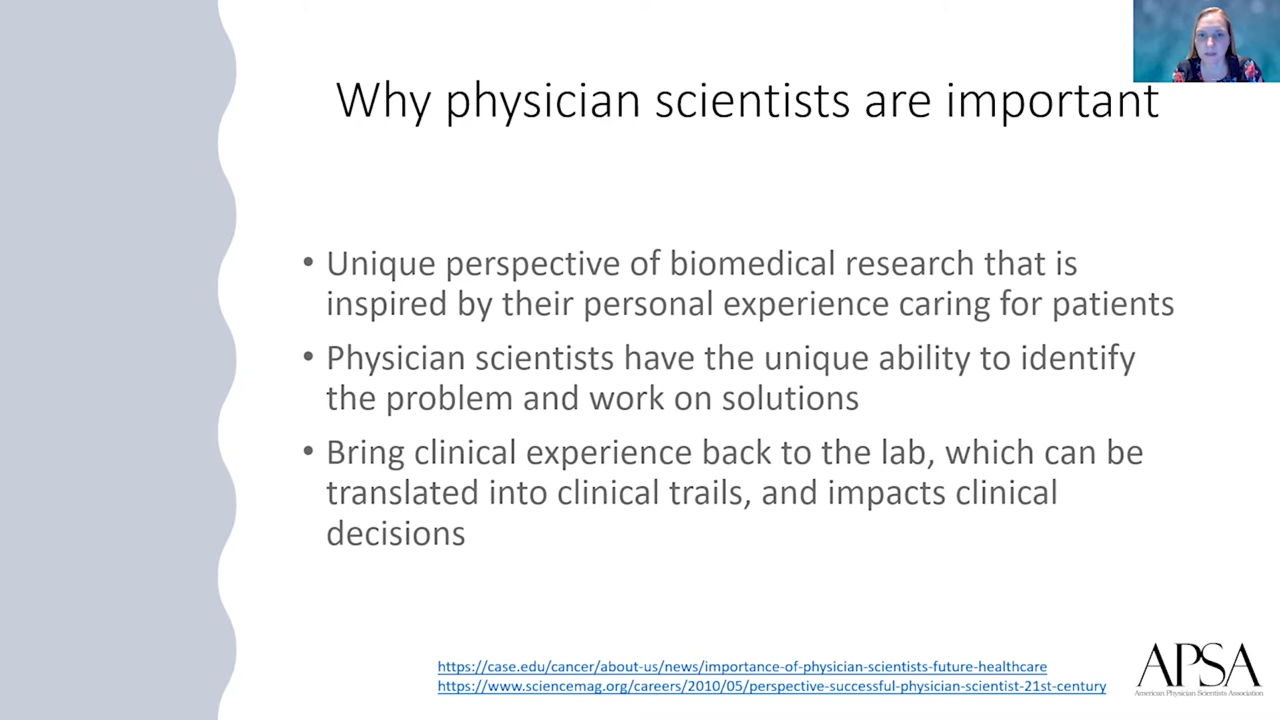 Why physician scientists are important
• Unique perspective of biomedical research that is
inspired by their personal experience caring for patients
• Physician scientists have the unique ability to identify
the problem and work on solutions
• Bring clinical experience back to the lab, which can be
translated into clinical trails, and impacts clinical
decisions
https://case.edu/cancer/about-us/news/importance-of-physician-scientists-future-healthcare
https://www.sciencemag.org/careers/2010/05/perspective-successful-physician-scientist-21st-century
APSA
American Physician Scientists Association